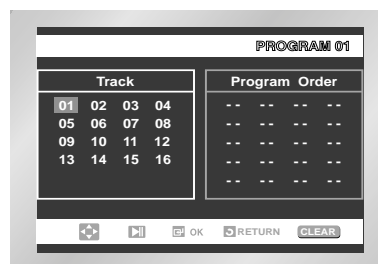 PROGRAM 01
Track
01 02 03 04
05 06 07 08
09 10 11 12
13 14 15 16
Program Order
-- -- -- --
-- -- -- --
-- -- -- --
-- -- -- --
-- -- -- --
OK RETURN CLEAR